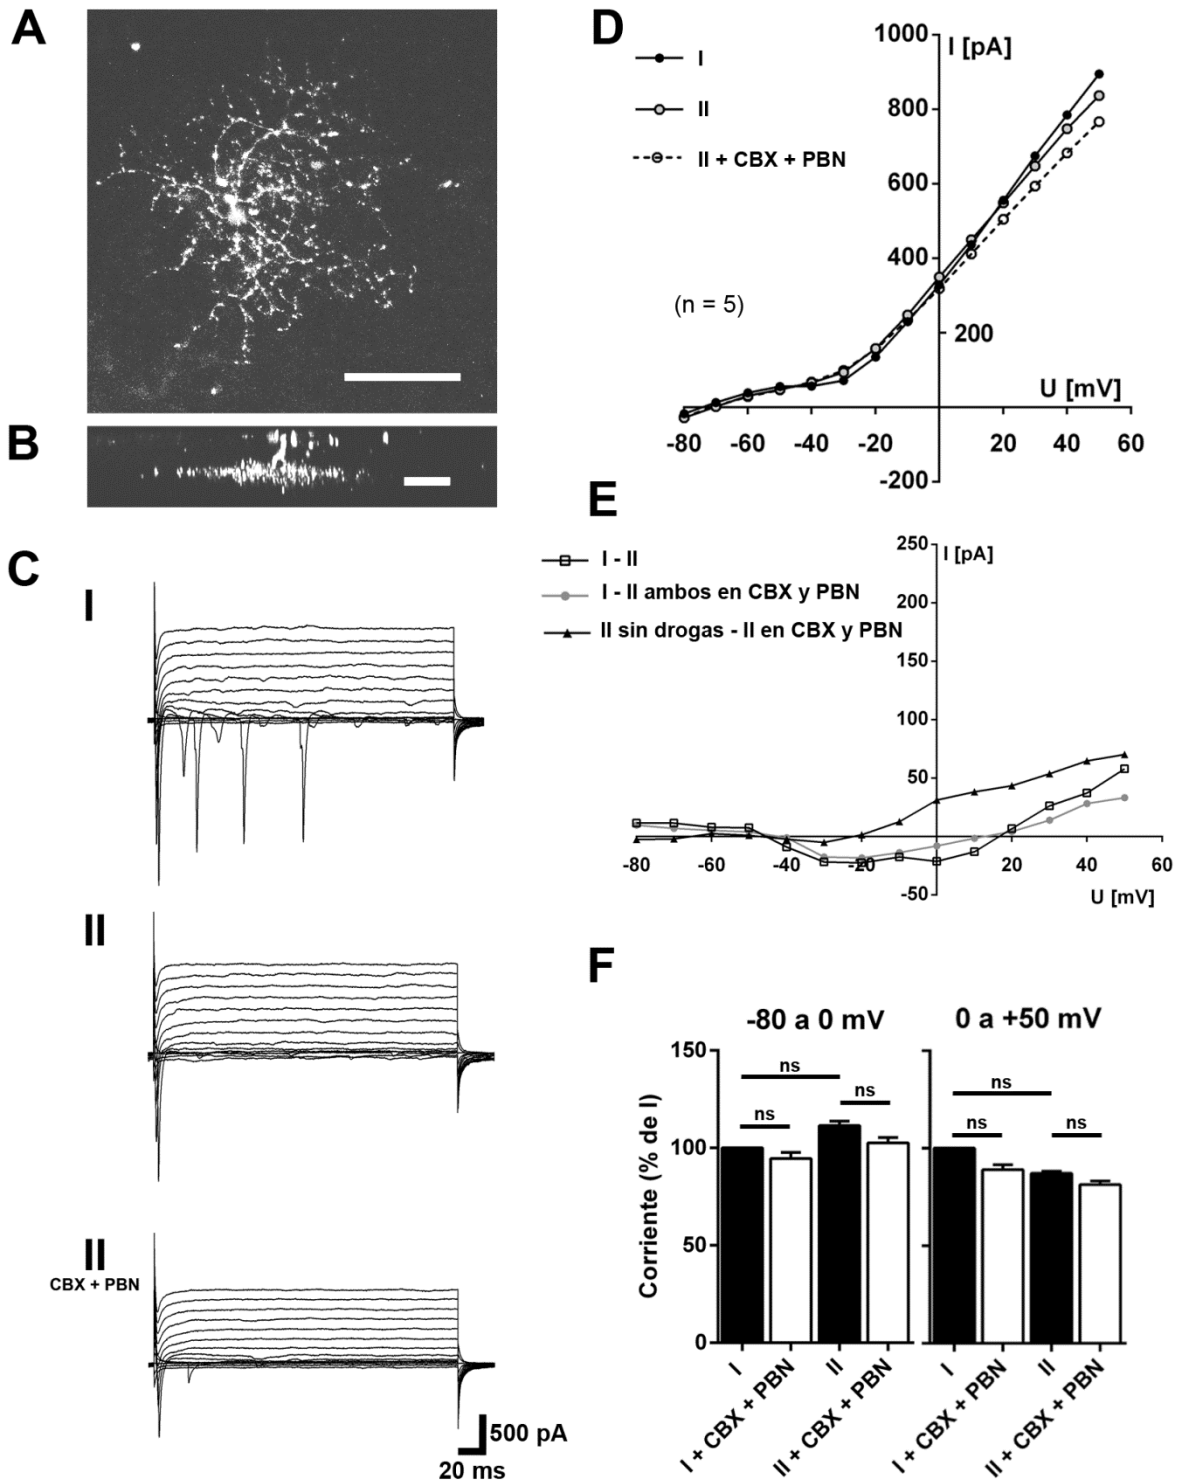 A
B
C
I
II
II
CBX + PBN
500 pA
20 ms
D
I
II
II + CBX + PBN
(n = 5)
I [pA]
1000
800
600
400
200
-200
U [mV]
-80 -60 -40 -20 20 40 60
E
I - II
I - II ambos en CBX y PBN
II sin drogas - II en CBX y PBN
I [pA]
250
200
150
100
50
-50
-80 -60 -40 -20 20 40 60
U [mV]
F
-80 a 0 mV
0 a +50 mV
Corriente (% de I)
150
100
50
0
ns
ns
ns
ns
ns
ns
I
I + CBX + PBN
II
II + CBX + PBN
I
I + CBX + PBN
II
II + CBX + PBN